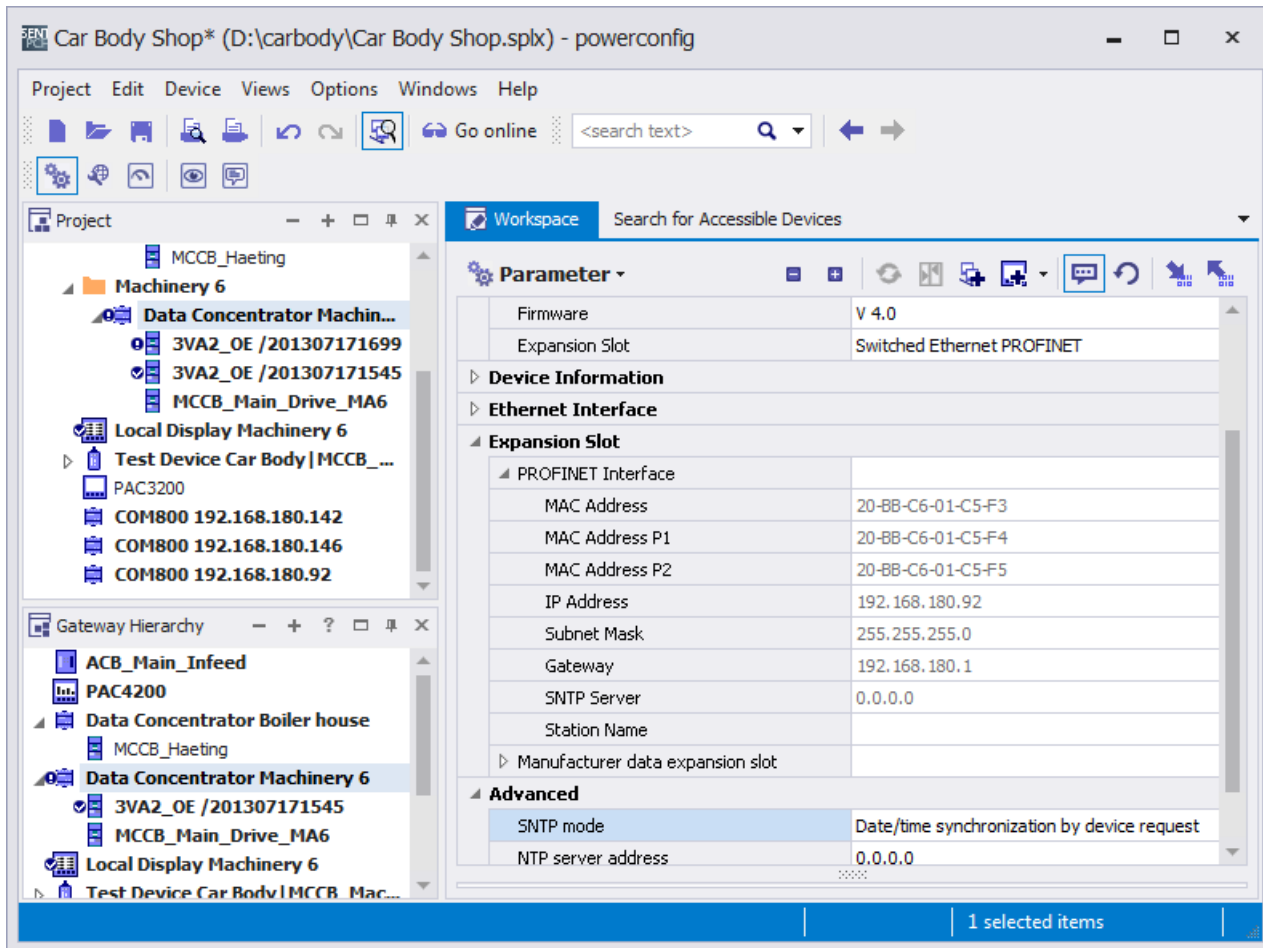 Car Body Shop* (D:\carbody\Car Body Shop.splx) - powerconfig
Project Edit Device Views Options Windows Help
Go online <search text>
Project
MCCB_Haeting
Machinery 6
Data Concentrator Machin...
3VA2_OE /201307171699
3VA2_OE /201307171545
MCCB_Main_Drive_MA6
Local Display Machinery 6
Test Device Car Body|MCCB_...
PAC3200
COM800 192.168.180.142
COM800 192.168.180.146
COM800 192.168.180.92
Gateway Hierarchy
ACB_Main_Infeed
PAC4200
Data Concentrator Boiler house
MCCB_Haeting
Data Concentrator Machinery 6
3VA2_OE /201307171545
MCCB_Main_Drive_MA6
Local Display Machinery 6
Test Device Car Body|MCCB_Mac...
Workspace Search for Accessible Devices
Parameter
Firmware V 4.0
Expansion Slot Switched Ethernet PROFINET
Device Information
Ethernet Interface
Expansion Slot
PROFINET Interface
MAC Address 20-BB-C6-01-C5-F3
MAC Address P1 20-BB-C6-01-C5-F4
MAC Address P2 20-BB-C6-01-C5-F5
IP Address 192.168.180.92
Subnet Mask 255.255.255.0
Gateway 192.168.180.1
SNTP Server 0.0.0.0
Station Name
Manufacturer data expansion slot
Advanced
SNTP mode Date/time synchronization by device request
NTP server address 0.0.0.0
1 selected items